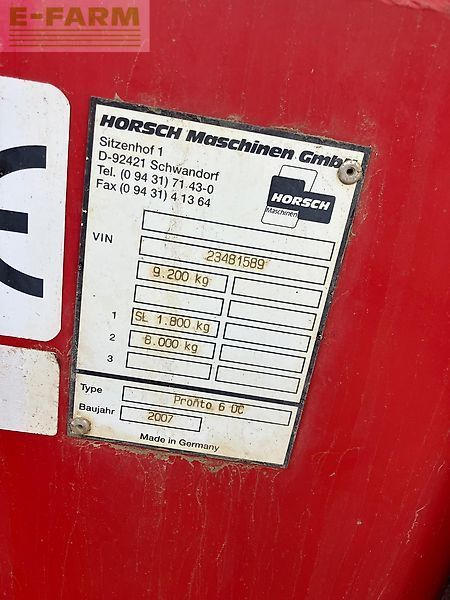 E-FARM
CE
HORSCH Maschinen GmbH
Sitzenhof 1
D-92421 Schwandorf
Tel. (0 94 31) 71 43-0
Fax (0 94 31) 4 13 64
HORSCH
Maschinen
VIN 23481589
9.200 kg
1 SL 1.800 kg
2 8.000 kg
3
Type Pronto 6 DC
Baujahr 2007
Made in Germany